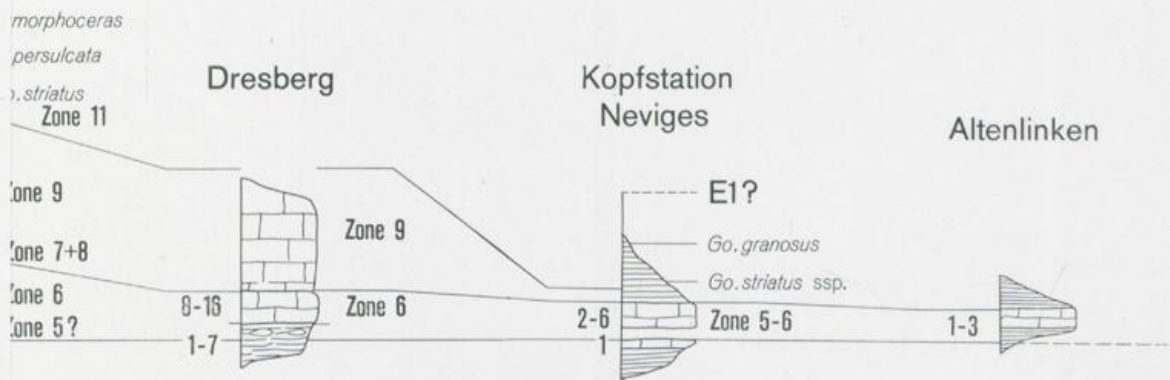 morphoceras
persulcata
striatus
Zone 11
Dresberg
Kopfstation
Neviges
Altenlinken
Zone 9
Zone 7+8
Zone 6
Zone 5?
Zone 9
8-16
Zone 6
1-7
E1?
Go. granosus
Go. striatus ssp.
2-6
Zone 5-6
1
1-3